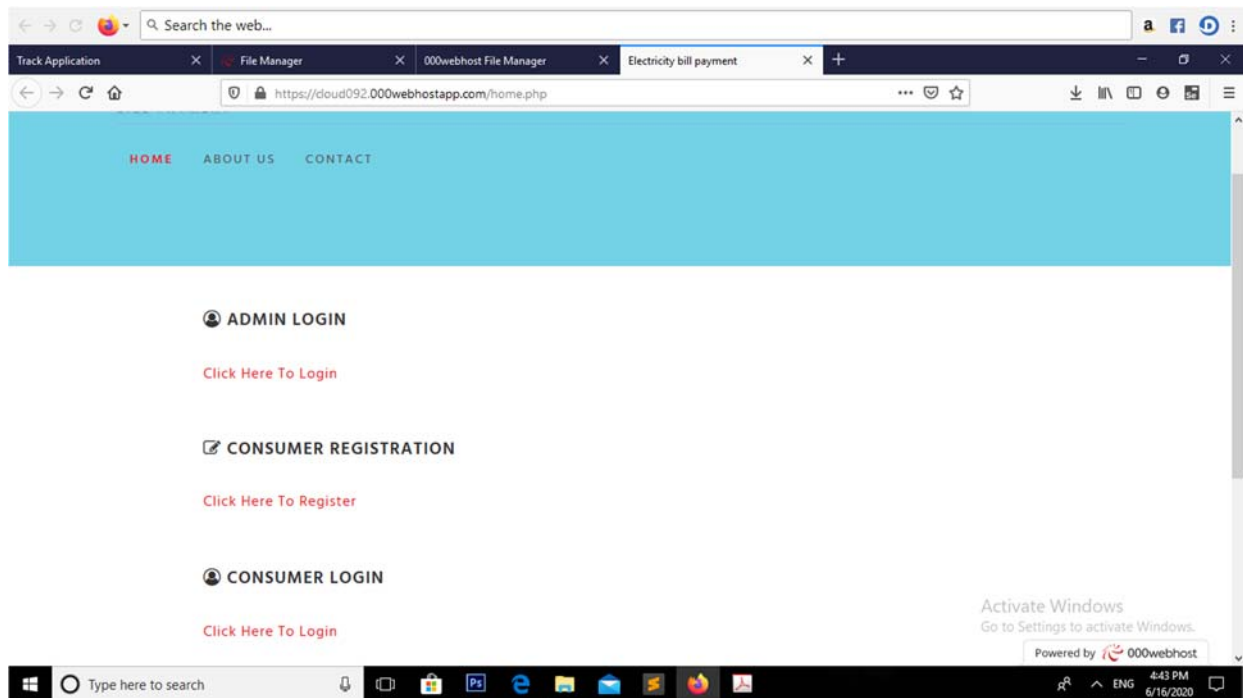 Search the web...
a
Track Application
File Manager
000webhost File Manager
Electricity bill payment
https://cloud092.000webhostapp.com/home.php
HOME ABOUT US CONTACT
ADMIN LOGIN
Click Here To Login
CONSUMER REGISTRATION
Click Here To Register
CONSUMER LOGIN
Click Here To Login
Activate Windows
Go to Settings to activate Windows.
Powered by 000webhost
Type here to search
Ps
ENG
4:43 PM
6/16/2020